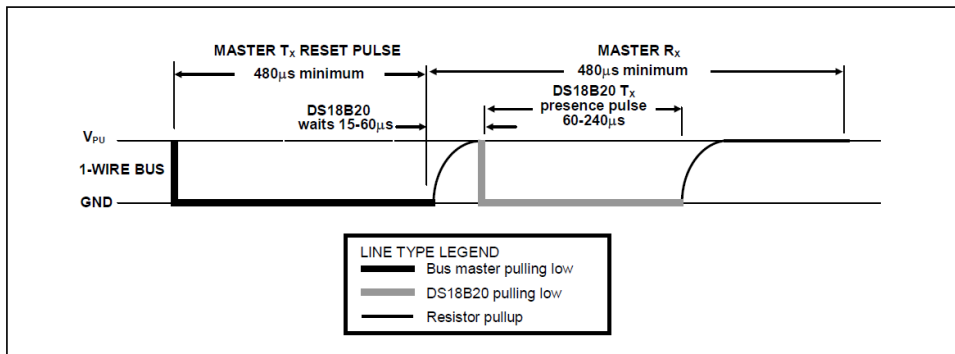 MASTER TX RESET PULSE
480μs minimum
MASTER RX
480μs minimum
DS18B20
waits 15-60μs
DS18B20 TX
presence pulse
60-240μs
VPU
1-WIRE BUS
GND
LINE TYPE LEGEND
Bus master pulling low
DS18B20 pulling low
Resistor pullup